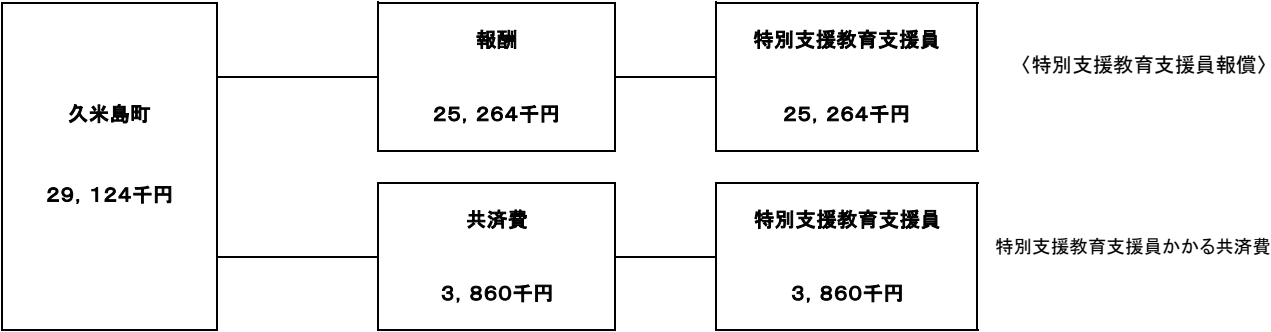 久米島町
29,124千円
報酬
25,264千円
特別支援教育支援員
25,264千円
〈特別支援教育支援員報償〉
共済費
3,860千円
特別支援教育支援員
3,860千円
特別支援教育支援員かかる共済費